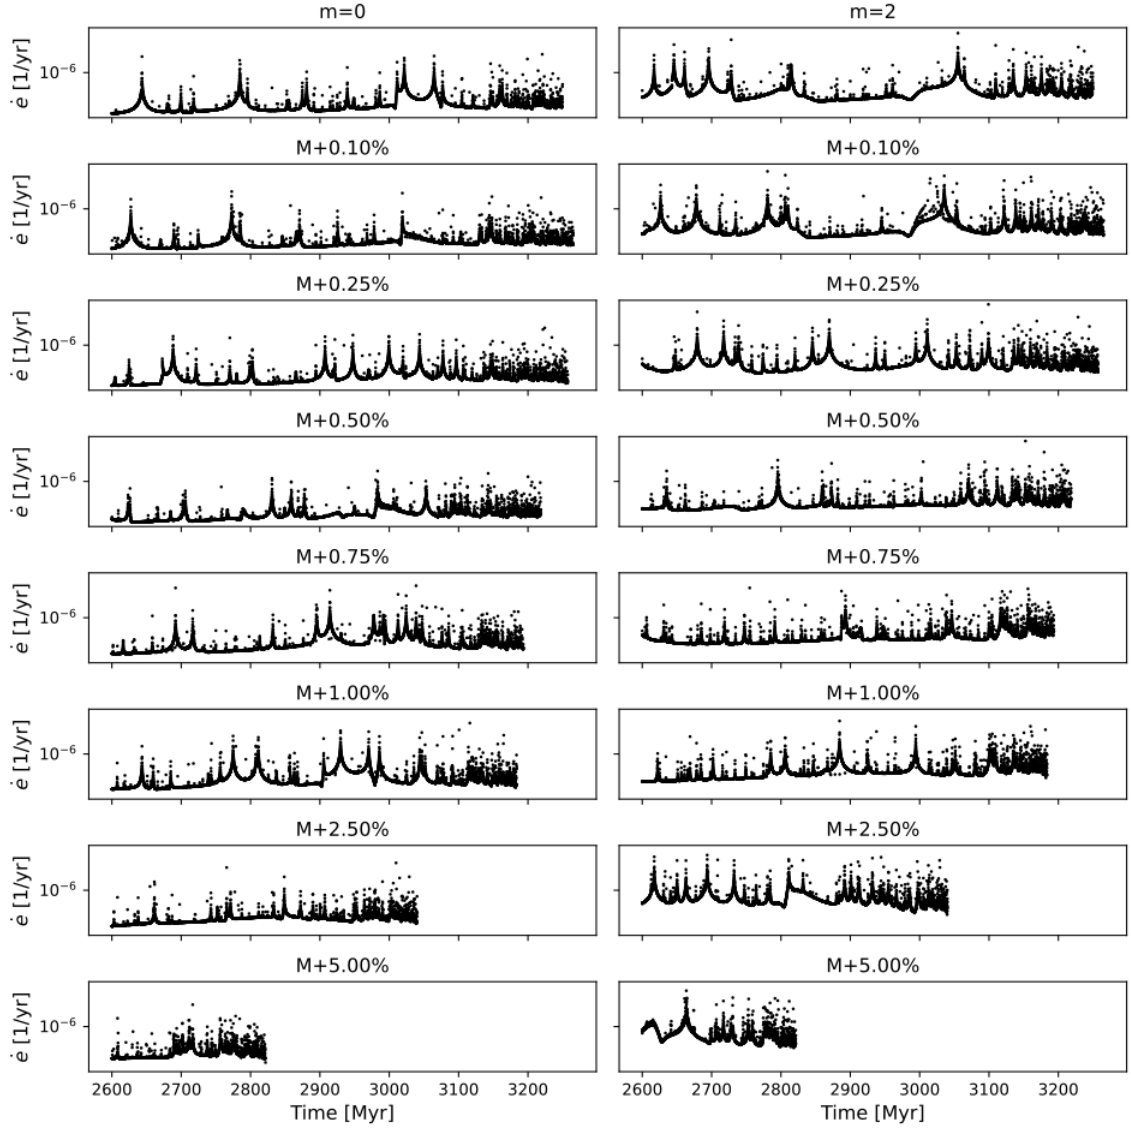 m=0 m=2
ė [1/yr] 10⁻⁶
M+0.10% M+0.10%
ė [1/yr] 10⁻⁶
M+0.25% M+0.25%
ė [1/yr] 10⁻⁶
M+0.50% M+0.50%
ė [1/yr] 10⁻⁶
M+0.75% M+0.75%
ė [1/yr] 10⁻⁶
M+1.00% M+1.00%
ė [1/yr] 10⁻⁶
M+2.50% M+2.50%
ė [1/yr] 10⁻⁶
M+5.00% M+5.00%
ė [1/yr] 10⁻⁶
2600 2700 2800 2900 3000 3100 3200 2600 2700 2800 2900 3000 3100 3200
Time [Myr] Time [Myr]